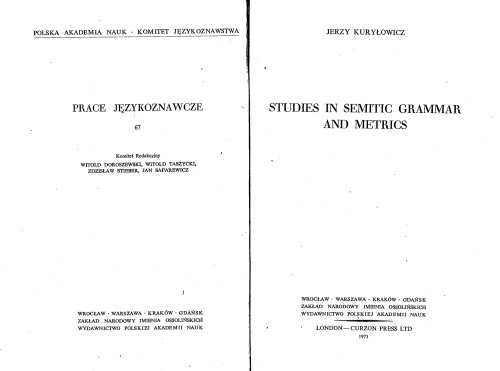 POLSKA AKADEMIA NAUK · KOMITET JĘZYKOZNAWSTWA
PRACE JĘZYKOZNAWCZE
67
Komitet Redakcyjny
WITOLD DOROSZEWSKI, WITOLD TASZYCKI,
ZDZISŁAW STIEBER, JAN SAFAREWICZ
WROCŁAW · WARSZAWA · KRAKÓW · GDAŃSK
ZAKŁAD NARODOWY IMIENIA OSSOLIŃSKICH
WYDAWNICTWO POLSKIEJ AKADEMII NAUK
JERZY KURYŁOWICZ
STUDIES IN SEMITIC GRAMMAR
AND METRICS
WROCŁAW · WARSZAWA · KRAKÓW · GDAŃSK
ZAKŁAD NARODOWY IMIENIA OSSOLIŃSKICH
WYDAWNICTWO POLSKIEJ AKADEMII NAUK
LONDON — CURZON PRESS LTD
1973